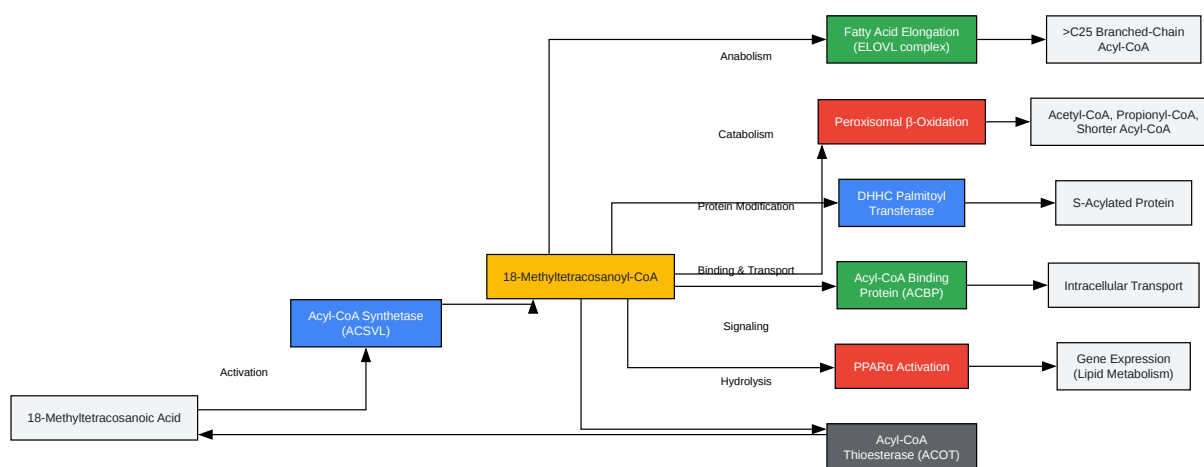 Fatty Acid Elongation
(ELOVL complex)
>C25 Branched-Chain
Acyl-CoA
Anabolism
Peroxisomal β-Oxidation
Acetyl-CoA, Propionyl-CoA,
Shorter Acyl-CoA
Catabolism
DHHC Palmitoyl
Transferase
S-Acylated Protein
Protein Modification
18-Methyltetracosanoyl-CoA
Binding & Transport
Acyl-CoA Binding
Protein (ACBP)
Intracellular Transport
Acyl-CoA Synthetase
(ACSVL)
Signaling
PPARα Activation
Gene Expression
(Lipid Metabolism)
Activation
Hydrolysis
18-Methyltetracosanoic Acid
Acyl-CoA
Thioesterase (ACOT)